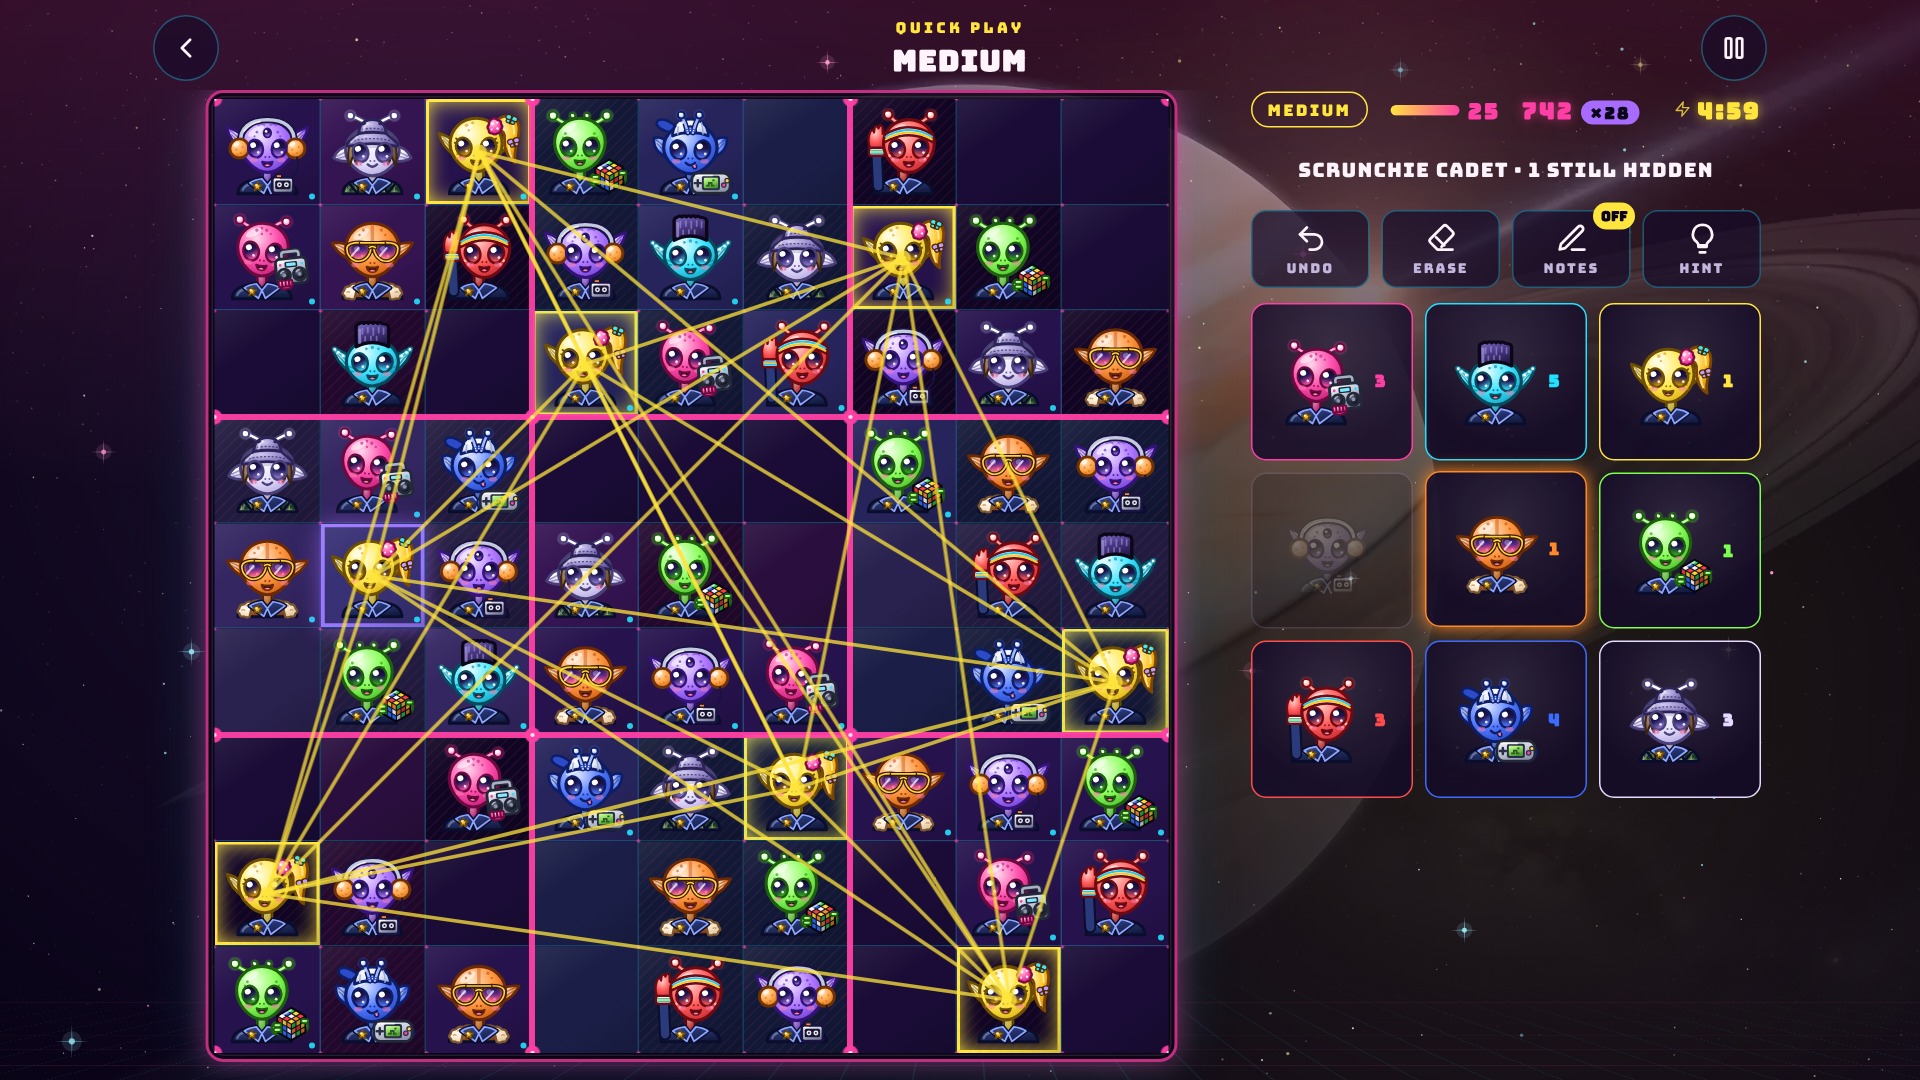 QUICK PLAY
MEDIUM
MEDIUM 25 742 ×28 4:59
SCRUNCHIE CADET · 1 STILL HIDDEN
OFF
UNDO ERASE NOTES HINT
3 5 1
1 1
3 4 3